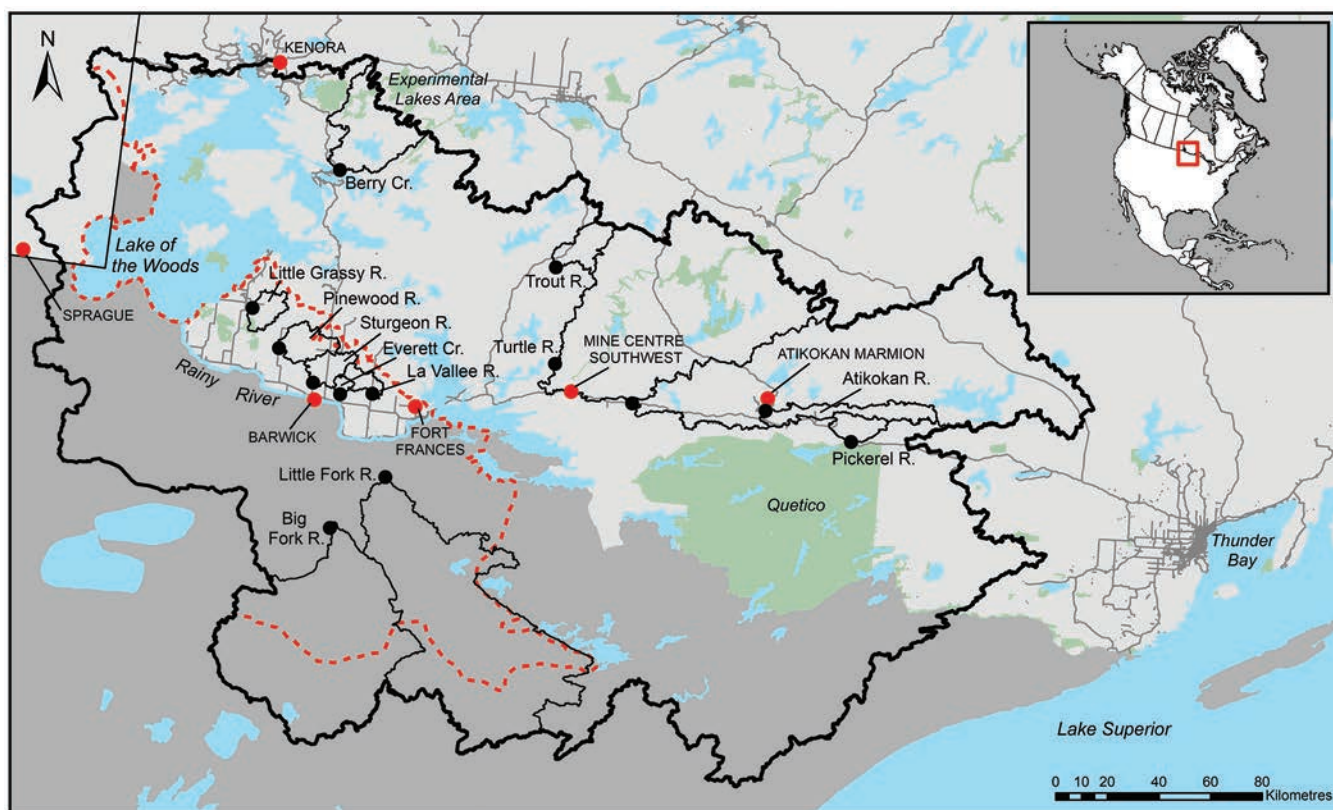 N
KENORA
Experimental
Lakes Area
Berry Cr.
Lake of
the Woods
SPRAGUE
Little Grassy R.
Pinewood R.
Sturgeon R.
Everett Cr.
La Vallee R.
Rainy River
BARWICK
FORT
FRANCES
Trout R.
Turtle R.
MINE CENTRE
SOUTHWEST
ATIKOKAN MARMION
Atikokan R.
Pickerel R.
Little Fork R.
Big
Fork R.
Quetico
Thunder
Bay
Lake Superior
0 10 20 40 60 80
Kilometres